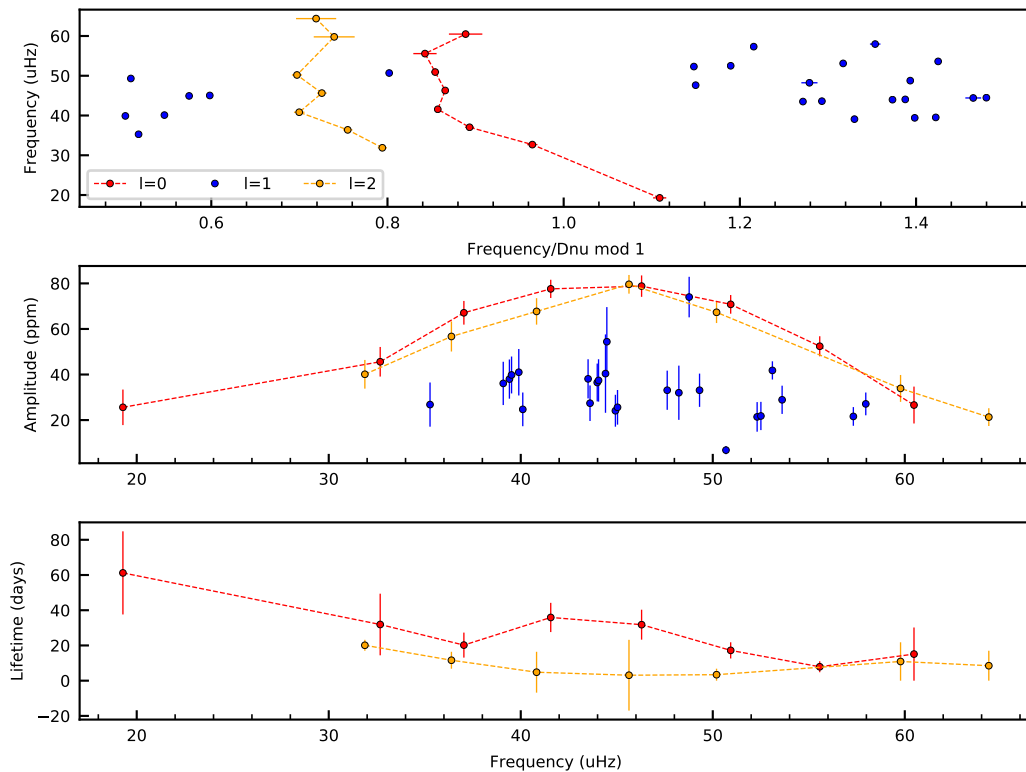 Frequency (uHz)
60
50
40
30
20
l=0 l=1 l=2
0.6 0.8 1.0 1.2 1.4
Frequency/Dnu mod 1
Amplitude (ppm)
80
60
40
20
20 30 40 50 60
Lifetime (days)
80
60
40
20
0
−20
20 30 40 50 60
Frequency (uHz)